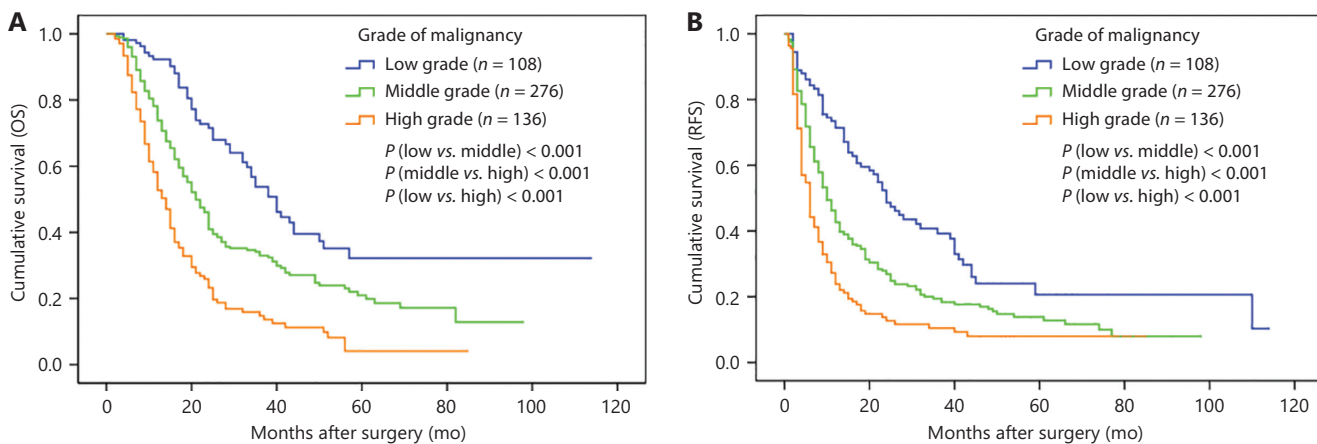 A
Cumulative survival (OS)
1.0
0.8
0.6
0.4
0.2
0.0
Grade of malignancy
Low grade (n = 108)
Middle grade (n = 276)
High grade (n = 136)
P (low vs. middle) < 0.001
P (middle vs. high) < 0.001
P (low vs. high) < 0.001
0 20 40 60 80 100 120
Months after surgery (mo)
B
Cumulative survival (RFS)
1.0
0.8
0.6
0.4
0.2
0.0
Grade of malignancy
Low grade (n = 108)
Middle grade (n = 276)
High grade (n = 136)
P (low vs. middle) < 0.001
P (middle vs. high) < 0.001
P (low vs. high) < 0.001
0 20 40 60 80 100 120
Months after surgery (mo)